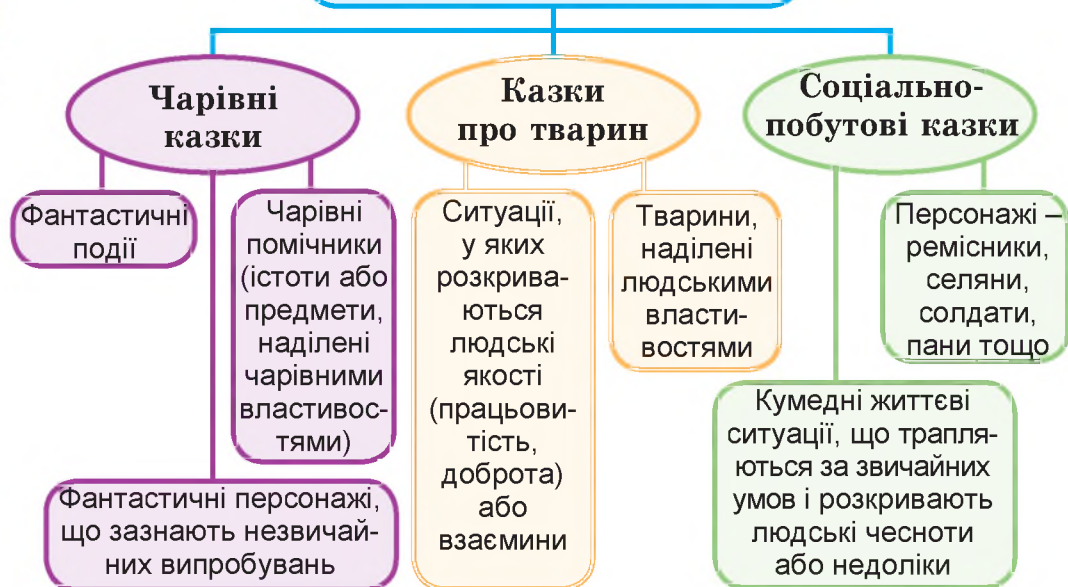 Чарівні
казки
Фантастичні
події
Чарівні
помічники
(істоти або
предмети,
наділені
чарівними
властивос-
тями)
Фантастичні персонажі,
що зазнають незвичай-
них випробувань
Казки
про тварин
Ситуації,
у яких
розкрива-
ються
людські
якості
(працьови-
тість,
доброта)
або
взаємини
Тварини,
наділені
людськими
власти-
востями
Соціально-
побутові казки
Персонажі –
ремісники,
селяни,
солдати,
пани тощо
Кумедні життєві
ситуації, що трапля-
ються за звичайних
умов і розкривають
людські чесноти
або недоліки